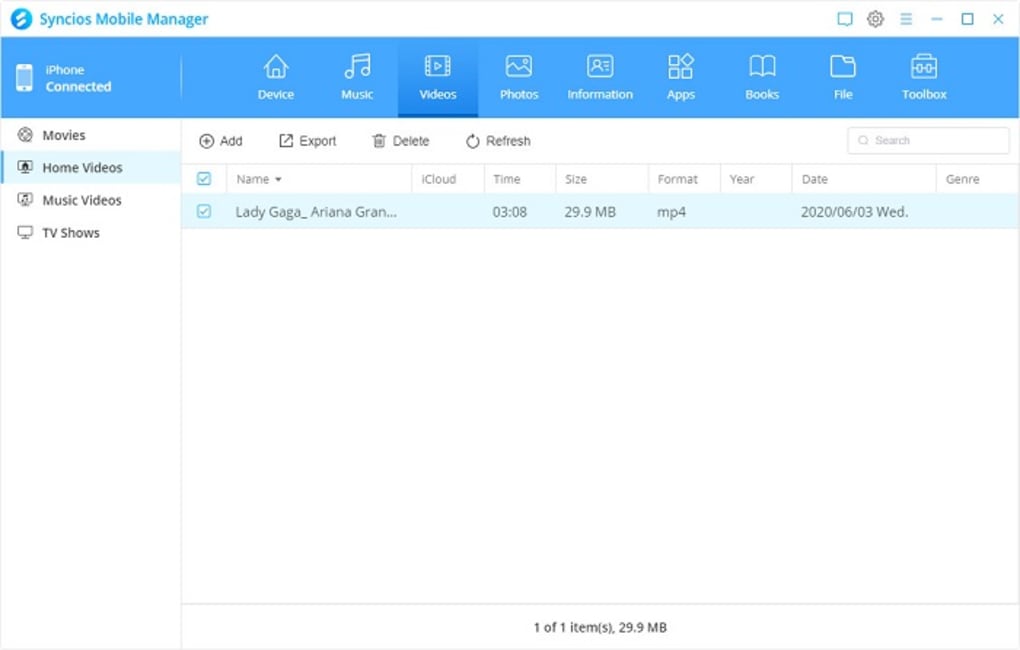 Syncios Mobile Manager
iPhone
Connected
Device
Music
Videos
Photos
Information
Apps
Books
File
Toolbox
Movies
Home Videos
Music Videos
TV Shows
Add
Export
Delete
Refresh
Search
Name iCloud Time Size Format Year Date Genre
Lady Gaga_ Ariana Gran... 03:08 29.9 MB mp4 2020/06/03 Wed.
1 of 1 item(s), 29.9 MB